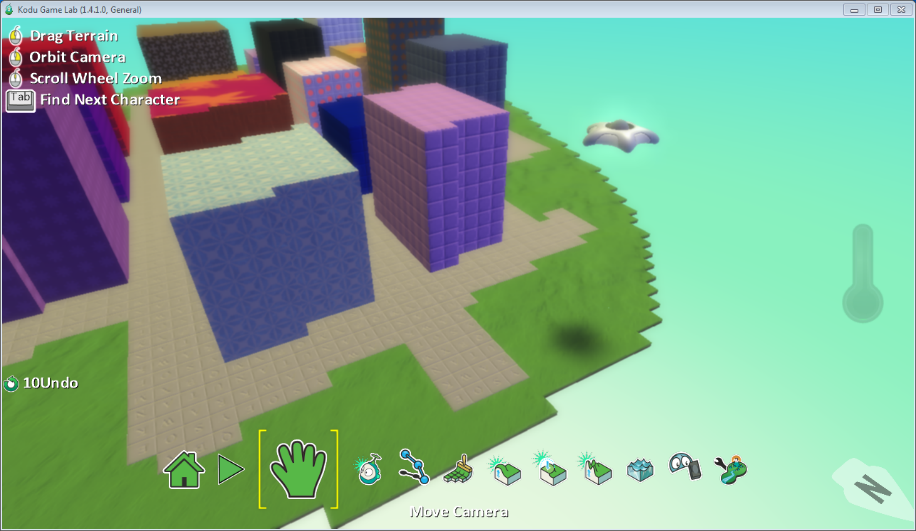 Kodu Game Lab (1.4.1.0, General)
Drag Terrain
Orbit Camera
Scroll Wheel Zoom
Tab Find Next Character
10Undo
Move Camera
N